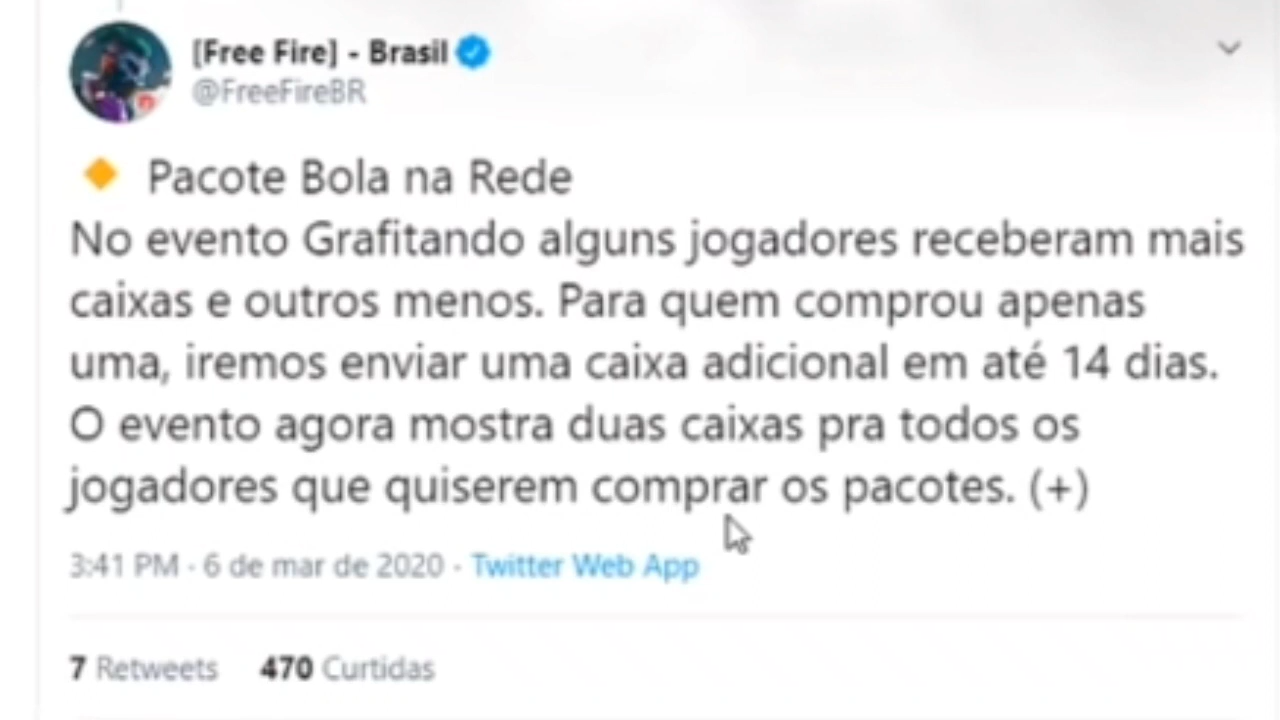 [Free Fire] - Brasil
@FreeFireBR
🔸 Pacote Bola na Rede
No evento Grafitando alguns jogadores receberam mais
caixas e outros menos. Para quem comprou apenas
uma, iremos enviar uma caixa adicional em até 14 dias.
O evento agora mostra duas caixas pra todos os
jogadores que quiserem comprar os pacotes. (+)
3:41 PM · 6 de mar de 2020 · Twitter Web App
7 Retweets 470 Curtidas